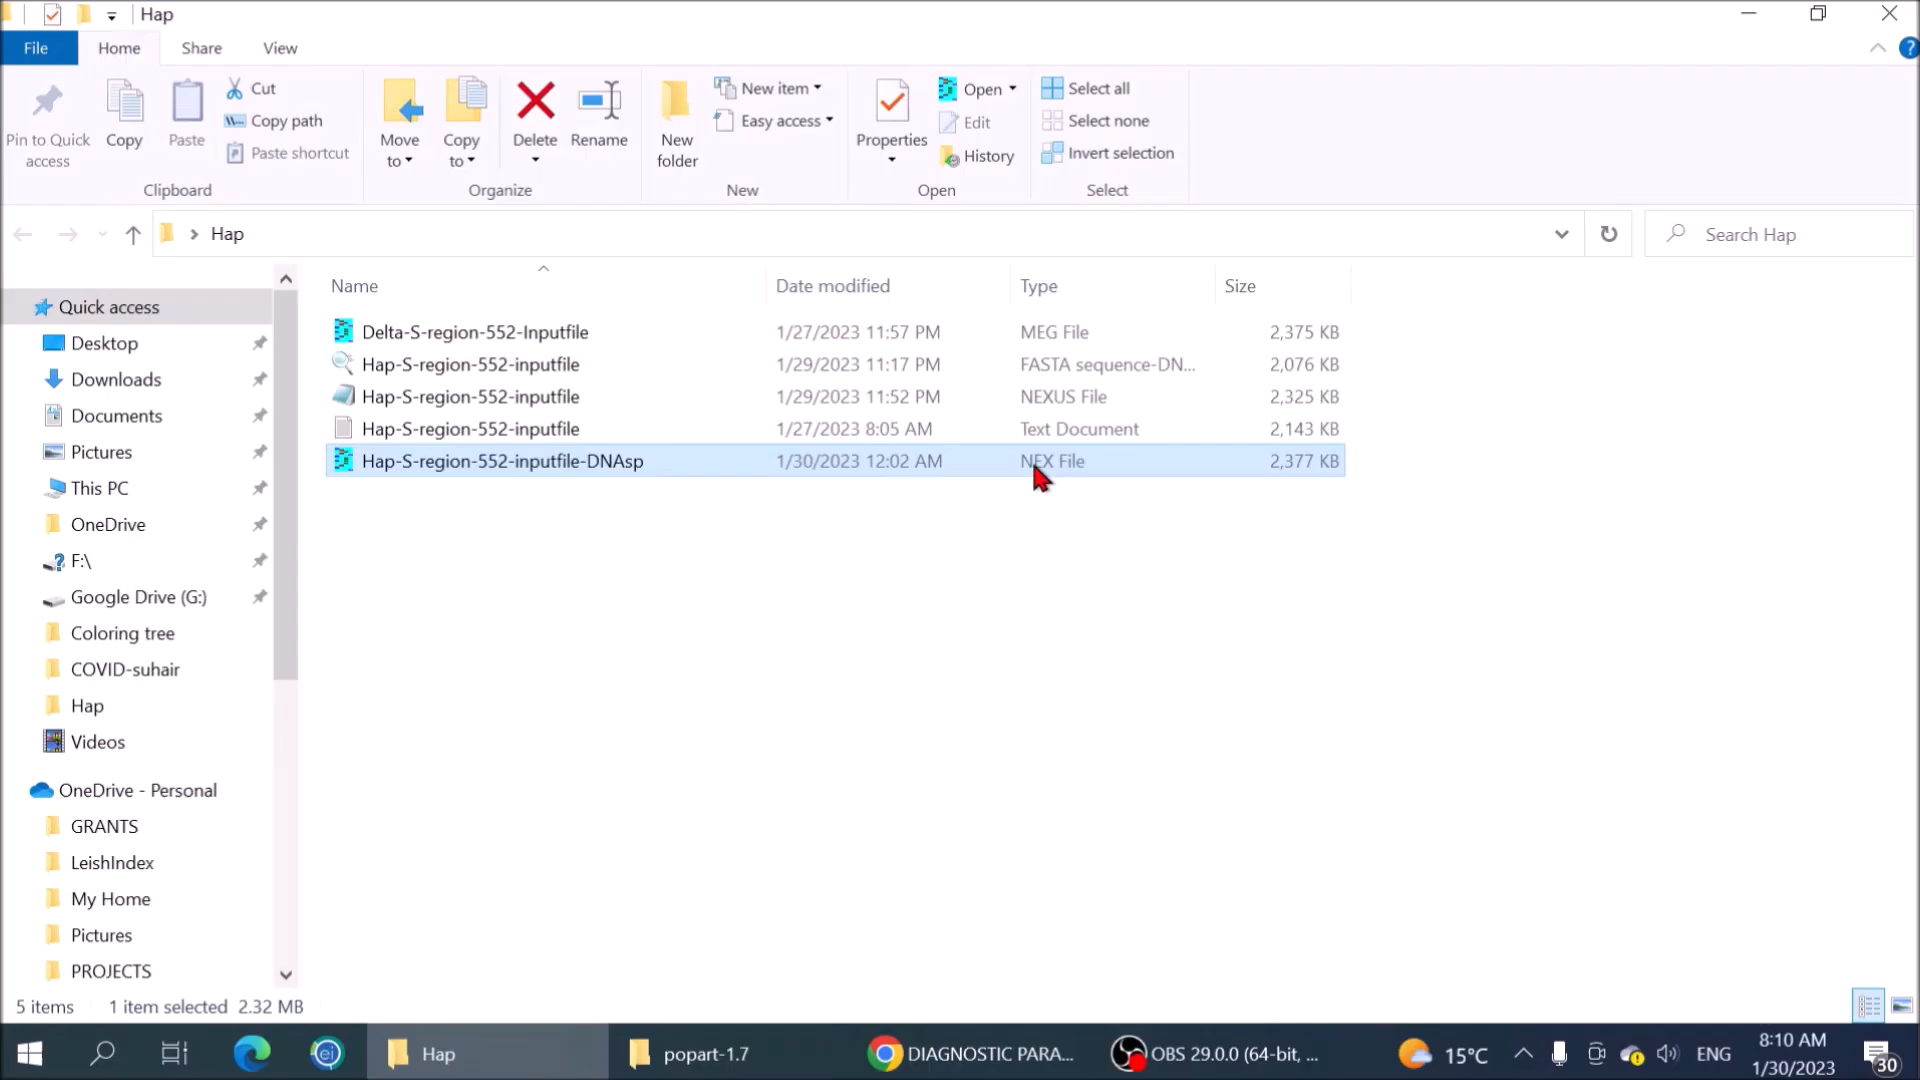 Hap
File Home Share View
Pin to Quick access
Copy
Paste
Cut
Copy path
Paste shortcut
Clipboard
Move to
Copy to
Delete
Rename
Organize
New folder
New item
Easy access
New
Properties
Open
Edit
History
Open
Select all
Select none
Invert selection
Select
Hap
Search Hap
Name Date modified Type Size
Delta-S-region-552-Inputfile 1/27/2023 11:57 PM MEG File 2,375 KB
Hap-S-region-552-inputfile 1/29/2023 11:17 PM FASTA sequence-DN... 2,076 KB
Hap-S-region-552-inputfile 1/29/2023 11:52 PM NEXUS File 2,325 KB
Hap-S-region-552-inputfile 1/27/2023 8:05 AM Text Document 2,143 KB
Hap-S-region-552-inputfile-DNAsp 1/30/2023 12:02 AM NEX File 2,377 KB
Quick access
Desktop
Downloads
Documents
Pictures
This PC
OneDrive
F:\
Google Drive (G:)
Coloring tree
COVID-suhair
Hap
Videos
OneDrive - Personal
GRANTS
LeishIndex
My Home
Pictures
PROJECTS
5 items 1 item selected 2.32 MB
Hap popart-1.7 DIAGNOSTIC PARA... OBS 29.0.0 (64-bit, ... 15°C ENG 8:10 AM
1/30/2023
30